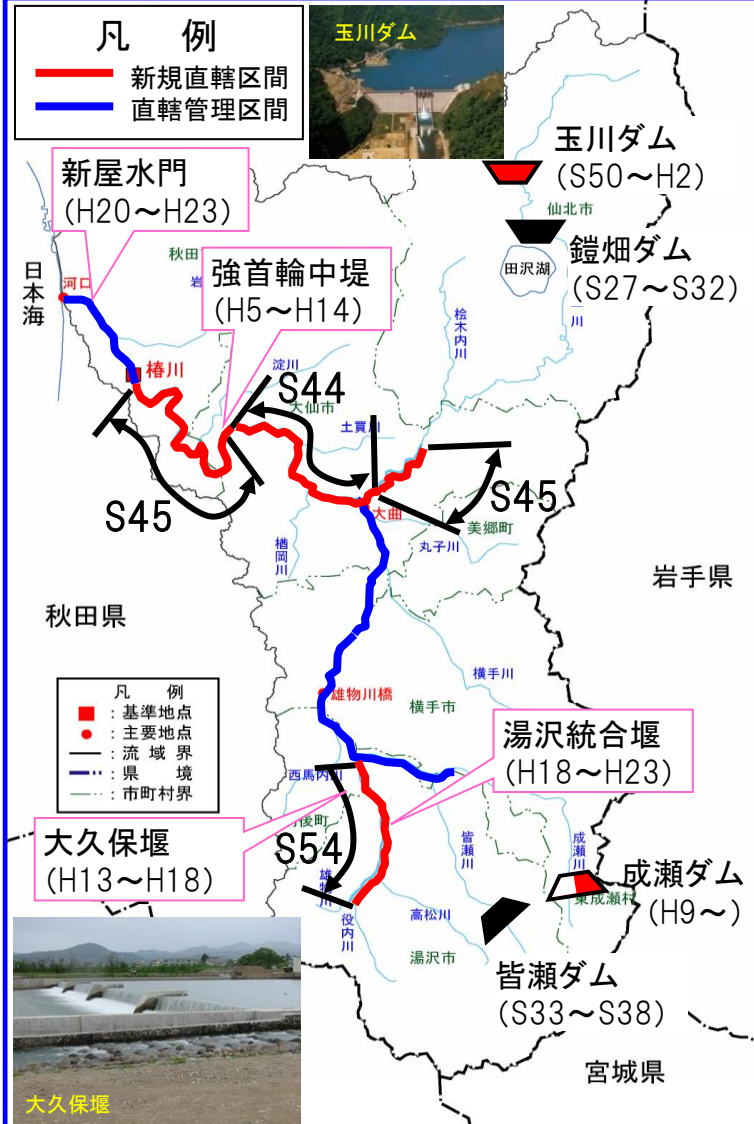 凡 例
新規直轄区間
直轄管理区間
玉川ダム
玉川ダム
(S50～H2)
仙北市
鎧畑ダム
(S27～S32)
田沢湖
川
新屋水門
(H20～H23)
秋田
岩
日本海
河口
強首輪中堤
(H5～H14)
桧木内川
椿川
淀川
S44
大仙市
土買川
S45
S45
大曲
美郷町
丸子川
楢岡川
岩手県
秋田県
横手川
凡 例
：基準地点
：主要地点
：流域界
：県境
：市町村界
雄物川橋
横手市
湯沢統合堰
(H18～H23)
西馬内川
後町
大久保堰
(H13～H18)
S54
皆瀬川
成瀬川
成瀬ダム
(H9～)
東成瀬村
雄物川
役内川
高松川
湯沢市
皆瀬ダム
(S33～S38)
宮城県
大久保堰